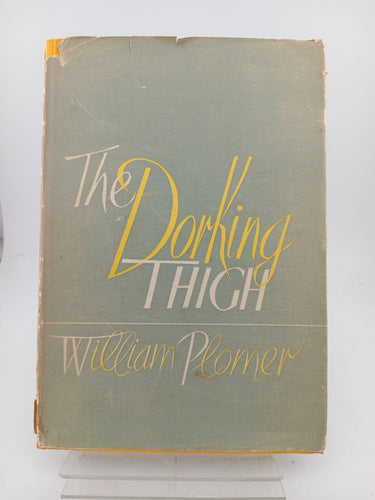 The
Dorking
THIGH
William Plomer